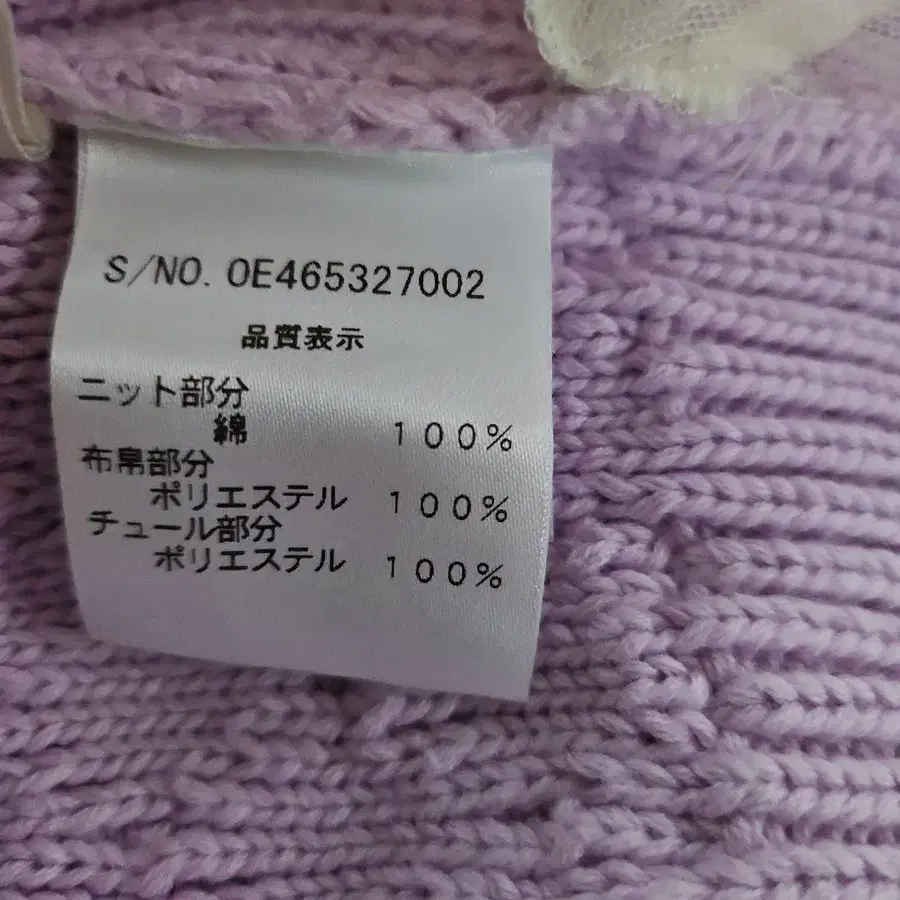 S/NO. 0E465327002
品質表示
ニット部分
綿 100%
布帛部分
ポリエステル 100%
チュール部分
ポリエステル 100%